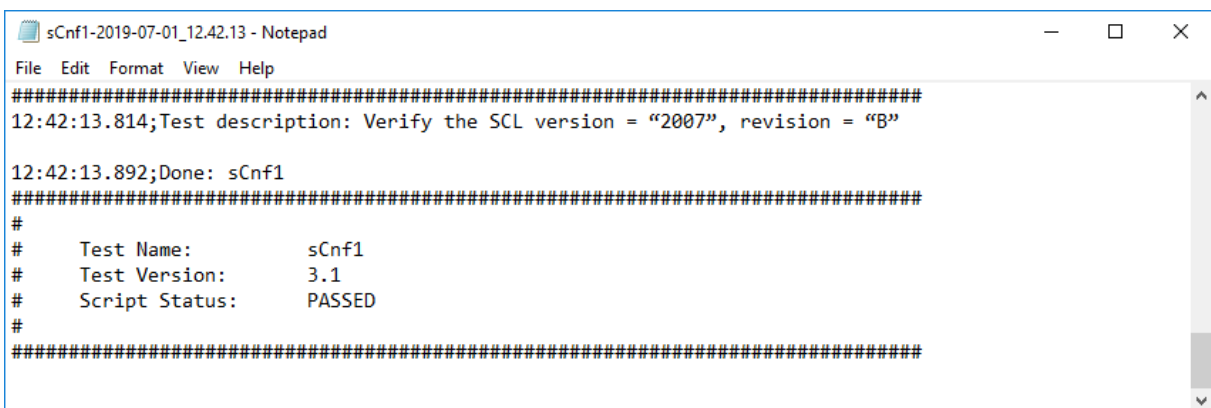 sCnf1-2019-07-01_12.42.13 - Notepad
File Edit Format View Help
################################################################################
12:42:13.814;Test description: Verify the SCL version = “2007”, revision = “B”
12:42:13.892;Done: sCnf1
################################################################################
#
# Test Name: sCnf1
# Test Version: 3.1
# Script Status: PASSED
#
################################################################################